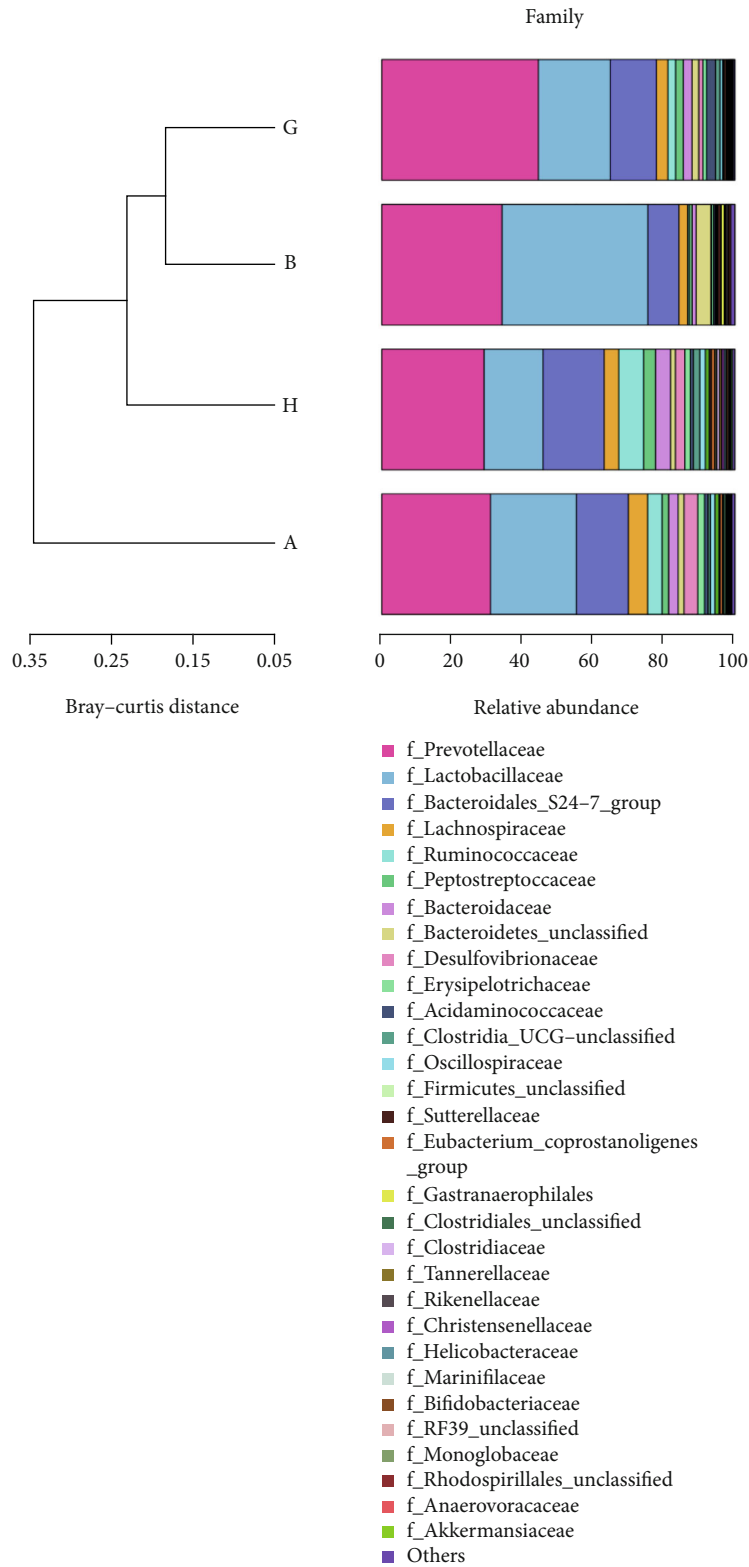 Family
G
B
H
A
0.35 0.25 0.15 0.05
0 20 40 60 80 100
Bray–curtis distance
Relative abundance
f_Prevotellaceae
f_Lactobacillaceae
f_Bacteroidales_S24–7_group
f_Lachnospiraceae
f_Ruminococcaceae
f_Peptostreptoccaceae
f_Bacteroidaceae
f_Bacteroidetes_unclassified
f_Desulfovibrionaceae
f_Erysipelotrichaceae
f_Acidaminococcaceae
f_Clostridia_UCG–unclassified
f_Oscillospiraceae
f_Firmicutes_unclassified
f_Sutterellaceae
f_Eubacterium_coprostanoligenes
_group
f_Gastranaerophilales
f_Clostridiales_unclassified
f_Clostridiaceae
f_Tannerellaceae
f_Rikenellaceae
f_Christensenellaceae
f_Helicobacteraceae
f_Marinifilaceae
f_Bifidobacteriaceae
f_RF39_unclassified
f_Monoglobaceae
f_Rhodospirillales_unclassified
f_Anaerovoracaceae
f_Akkermansiaceae
Others